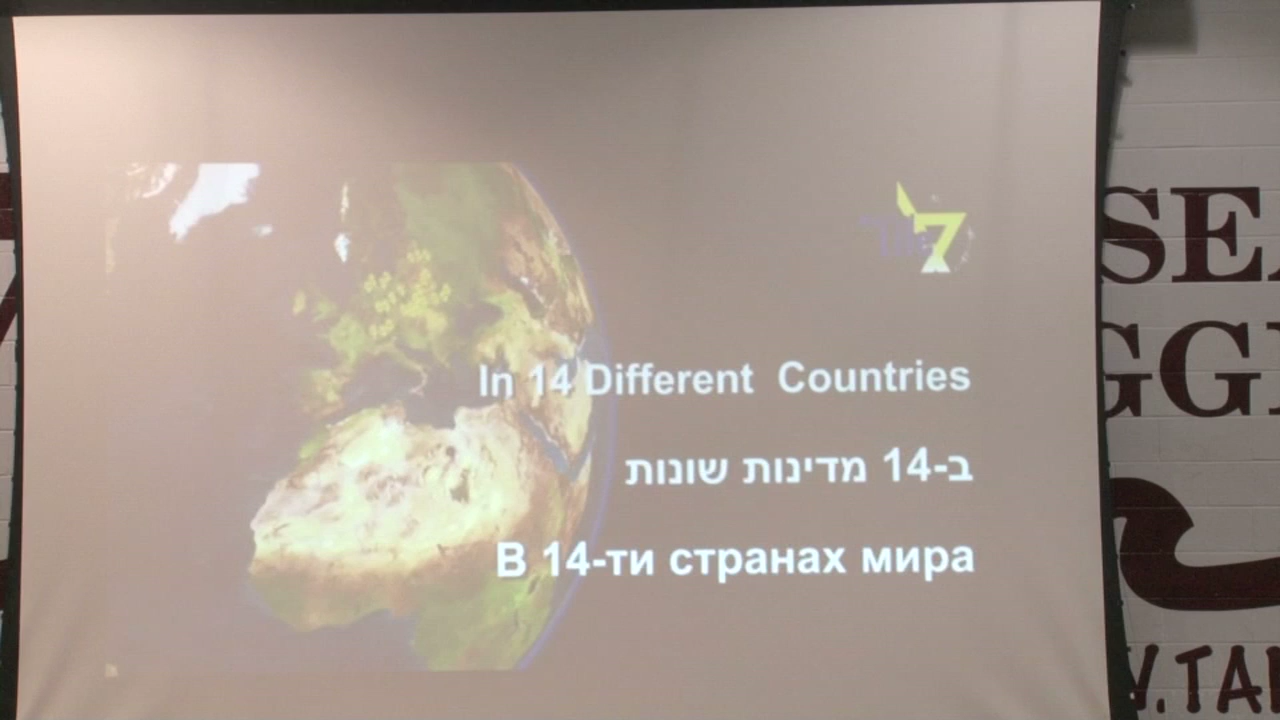 In 14 Different Countries
ב-14 מדינות שונות
В 14-ти странах мира